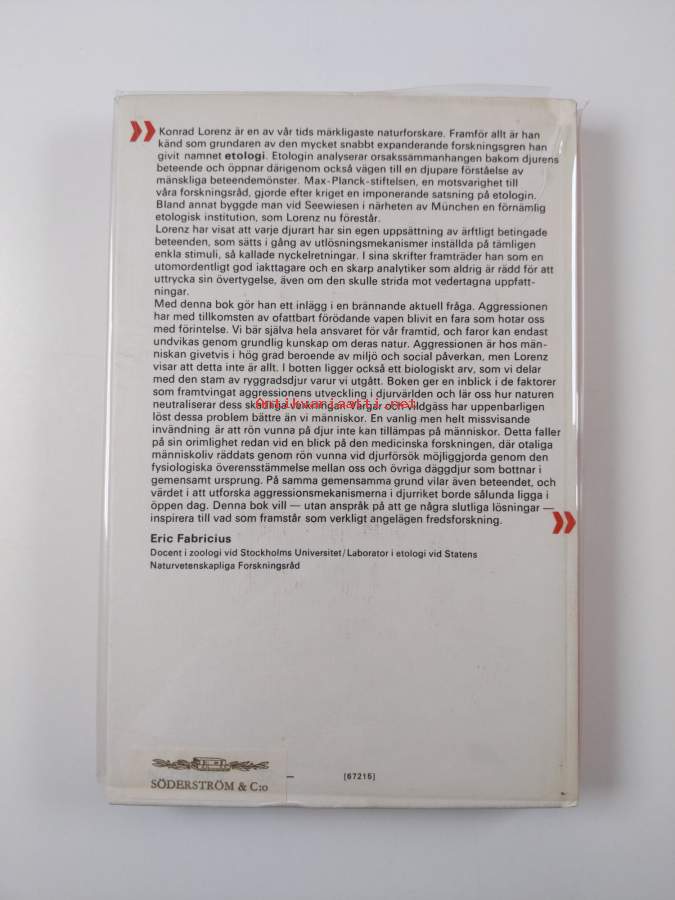 Konrad Lorenz är en av vår tids märkligaste naturforskare. Framför allt är han
känd som grundaren av den mycket snabbt expanderande forskningsgren han
givit namnet etologi. Etologin analyserar orsakssammanhangen bakom djurens
beteende och öppnar därigenom också vägen till en djupare förståelse av
mänskliga beteendemönster. Max-Planck-stiftelsen, en motsvarighet till
våra forskningsråd, gjorde efter kriget en imponerande satsning på etologin.
Bland annat byggde man vid Seewiesen i närheten av München en förnämlig
etologisk institution, som Lorenz nu förestår.
Lorenz har visat att varje djurart har sin egen uppsättning av ärftligt betingade
beteenden, som sätts i gång av utlösningsmekanismer inställda på tämligen
enkla stimuli, så kallade nyckelretningar. I sina skrifter framträder han som en
utomordentligt god iakttagare och en skarp analytiker som aldrig är rädd för att
uttrycka sin övertygelse, även om den skulle strida mot vedertagna uppfatt-
ningar.
Med denna bok gör han ett inlägg i en brännande aktuell fråga. Aggressionen
har med tillkomsten av ofattbart förödande vapen blivit en fara som hotar oss
med förintelse. Vi bär själva hela ansvaret för vår framtid, och faror kan endast
undvikas genom grundlig kunskap om deras natur. Aggressionen är hos män-
niskan givetvis i hög grad beroende av miljö och social påverkan, men Lorenz
visar att detta inte är allt. I botten ligger också ett biologiskt arv, som vi delar
med den stam av ryggradsdjur varur vi utgått. Boken ger en inblick i de faktorer
som framtvingat aggressionens utveckling i djurvärlden och lär oss hur naturen
neutraliserar dess skadliga verkningar. Vargar och vildgäss har uppenbarligen
Antikvariaatti.net
löst dessa problem bättre än vi människor. En vanlig men helt missvisande
invändning är att rön vunna på djur inte kan tillämpas på människor. Detta faller
på sin orimlighet redan vid en blick på den medicinska forskningen, där otaliga
människoliv räddats genom rön vunna vid djurförsök möjliggjorda genom den
fysiologiska överensstämmelse mellan oss och övriga däggdjur som bottnar i
gemensamt ursprung. På samma gemensamma grund vilar även beteendet, och
värdet i att utforska aggressionsmekanismerna i djurriket borde sålunda ligga i
öppen dag. Denna bok vill — utan anspråk på att ge några slutliga lösningar —
inspirera till vad som framstår som verkligt angelägen fredsforskning.
Eric Fabricius
Docent i zoologi vid Stockholms Universitet/Laborator i etologi vid Statens
Naturvetenskapliga Forskningsråd
SÖDERSTRÖM & C:o
[67215]